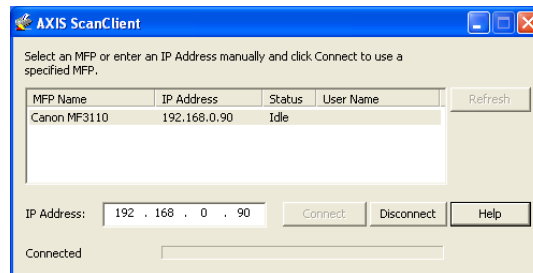 AXIS ScanClient
Select an MFP or enter an IP Address manually and click Connect to use a
specified MFP.
MFP Name IP Address Status User Name Refresh
Canon MF3110 192.168.0.90 Idle
IP Address: 192 . 168 . 0 . 90 Connect Disconnect Help
Connected